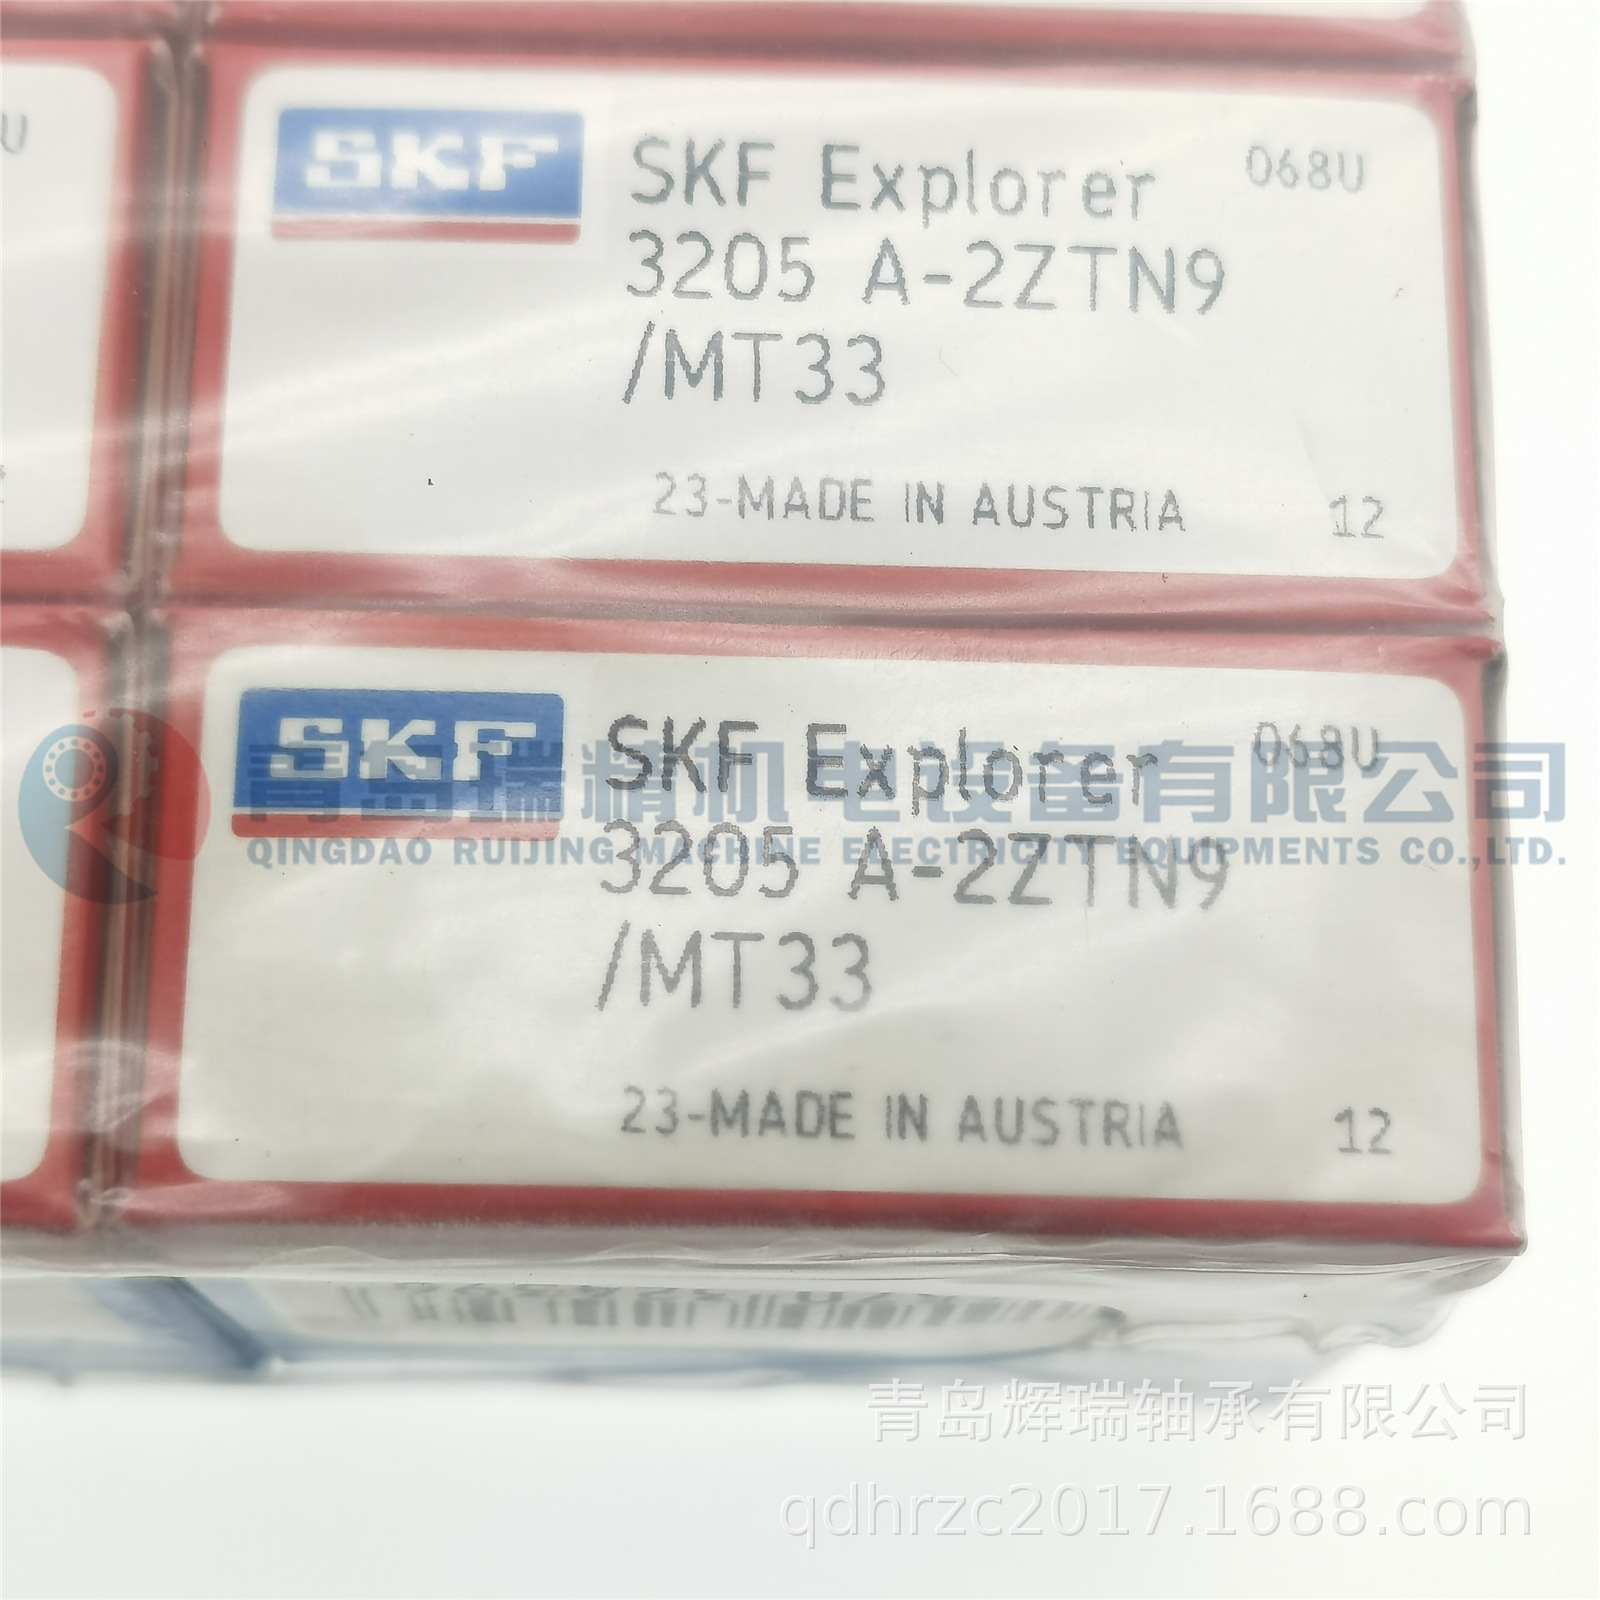 U
SKF
SKF Explorer
068U
3205 A-2ZTN9
/MT33
23-MADE IN AUSTRIA
12
SKF
SKF Explorer
068U
青岛瑞精机电设备有限公司
QINGDAO RUIJING MACHINE ELECTRICITY EQUIPMENTS CO.,LTD.
3205 A-2ZTN9
/MT33
23-MADE IN AUSTRIA
12
青岛辉瑞轴承有限公司
qdhrzc2017.1688.com